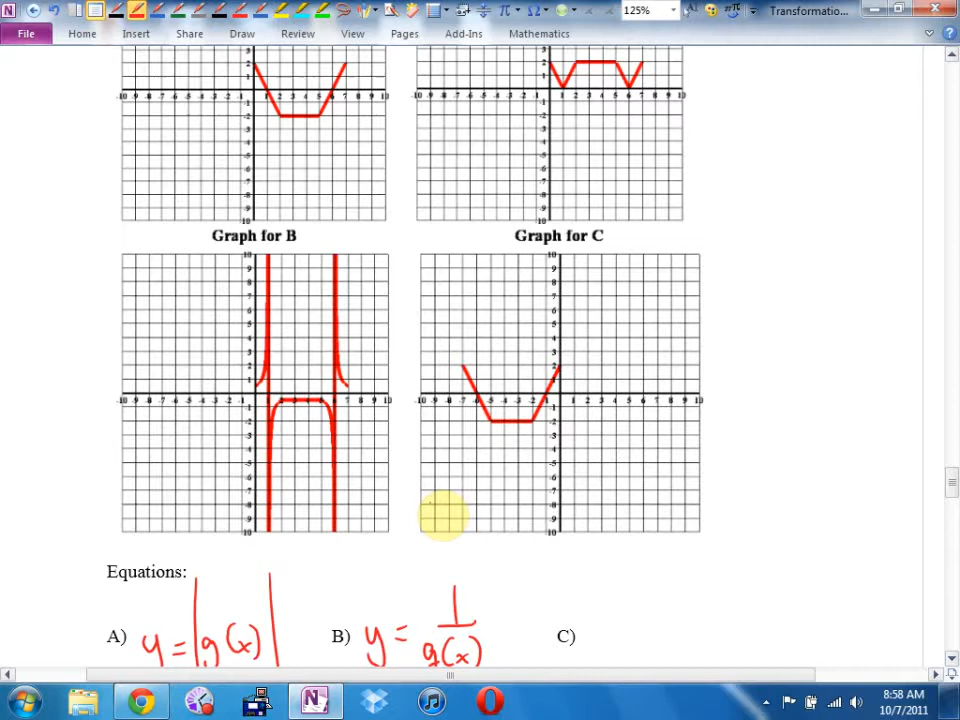 125% Transformatio...
File Home Insert Share Draw Review View Pages Add-Ins Mathematics
Graph for B Graph for C
Equations:
A) y = |g(x)| B) y = 1/g(x) C)
8:58 AM
10/7/2011